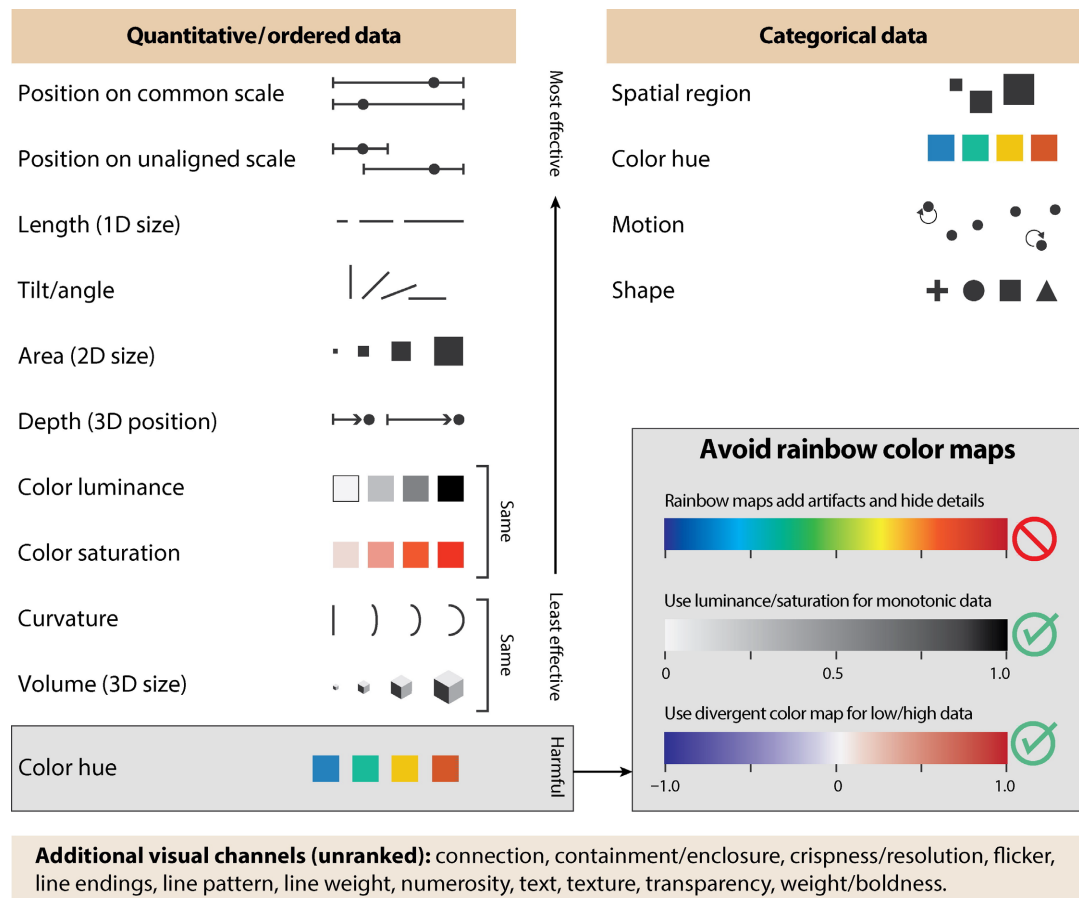 Quantitative/ordered data
Position on common scale
Position on unaligned scale
Length (1D size)
Tilt/angle
Area (2D size)
Depth (3D position)
Color luminance
Color saturation
Same
Curvature
Volume (3D size)
Same
Color hue
Most effective
Least effective
Harmful
Categorical data
Spatial region
Color hue
Motion
Shape
Avoid rainbow color maps
Rainbow maps add artifacts and hide details
Use luminance/saturation for monotonic data
0 0.5 1.0
Use divergent color map for low/high data
−1.0 0 1.0
Additional visual channels (unranked): connection, containment/enclosure, crispness/resolution, flicker,
line endings, line pattern, line weight, numerosity, text, texture, transparency, weight/boldness.